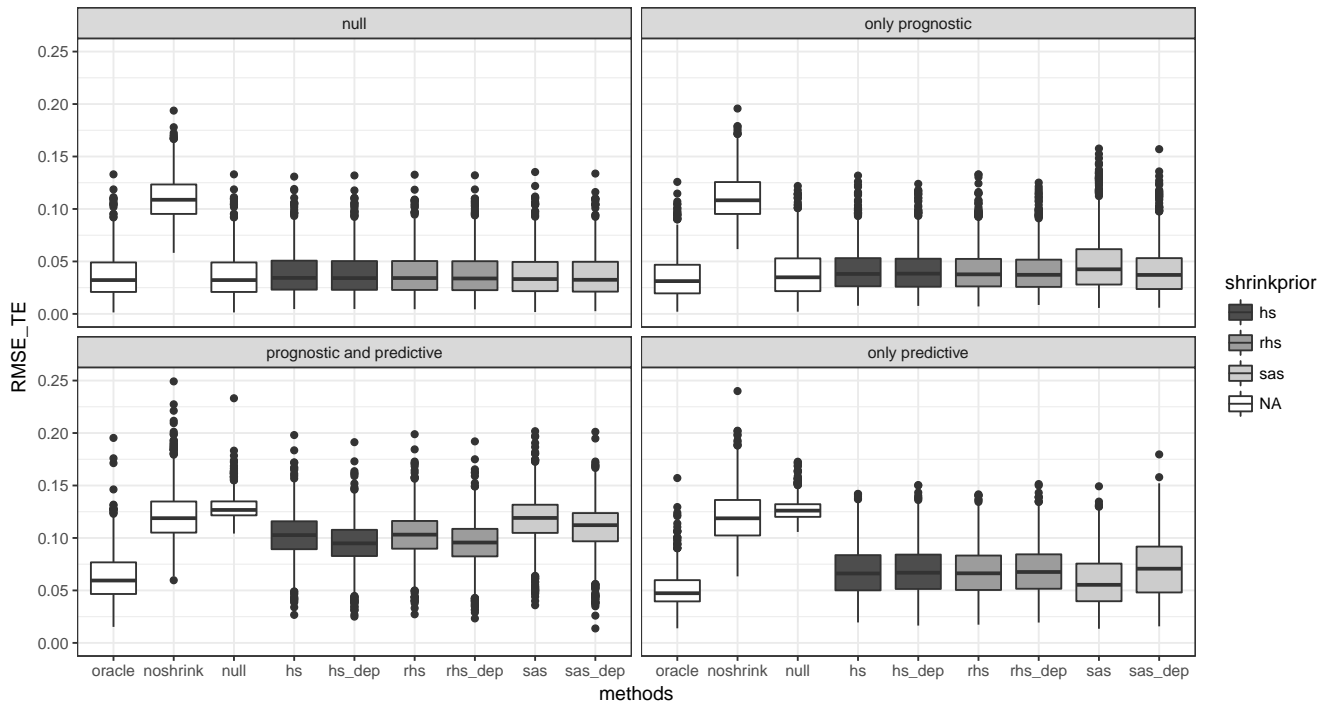 null
only prognostic
0.25
0.20
0.15
0.10
0.05
0.00
prognostic and predictive
only predictive
0.25
0.20
0.15
0.10
0.05
0.00
RMSE_TE
oracle noshrink null hs hs_dep rhs rhs_dep sas sas_dep
oracle noshrink null hs hs_dep rhs rhs_dep sas sas_dep
methods
shrinkprior
hs
rhs
sas
NA